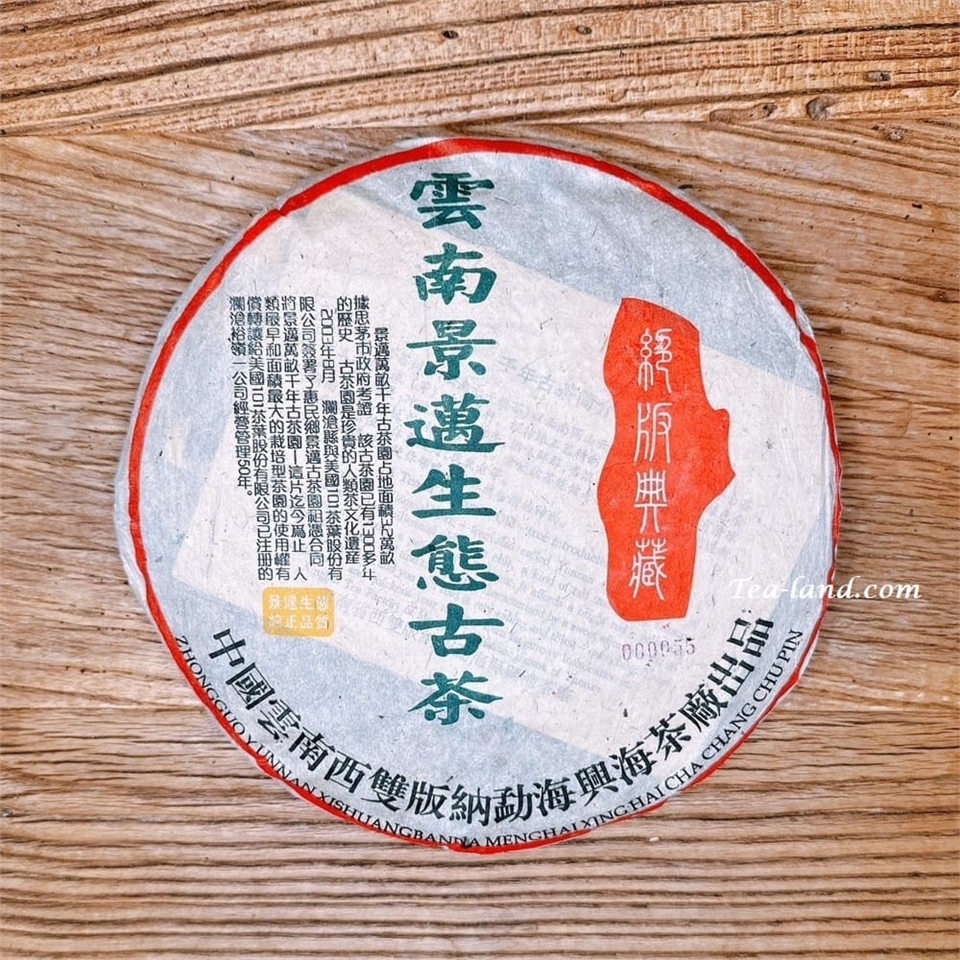 雲南景邁生態古茶
絕版典藏
000055
景邁萬畝千年古茶園占地面積3.2萬畝
據思茅市政府考證 該古茶園已有1300多年
的歷史 古茶園是珍貴的人類茶文化遺産
2003年8月 瀾滄縣與美國101茶葉股份有
限公司簽署了惠民鄉景邁古茶園租憑合同
將景邁萬畝千年古茶園—這片迄今爲止 人
類最早和面積最大的栽培型茶園的使用權有
償轉讓給美國101茶葉股份有限公司已注册的
瀾滄裕嶺一公司經營管理50年。
景邁生態
純正品質
中國雲南西雙版納勐海興海茶廠出品
ZHONGGUO YUNNAN XISHUANGBANNA MENGHAI XING HAI CHA CHANG CHU PIN
Tea-land.com